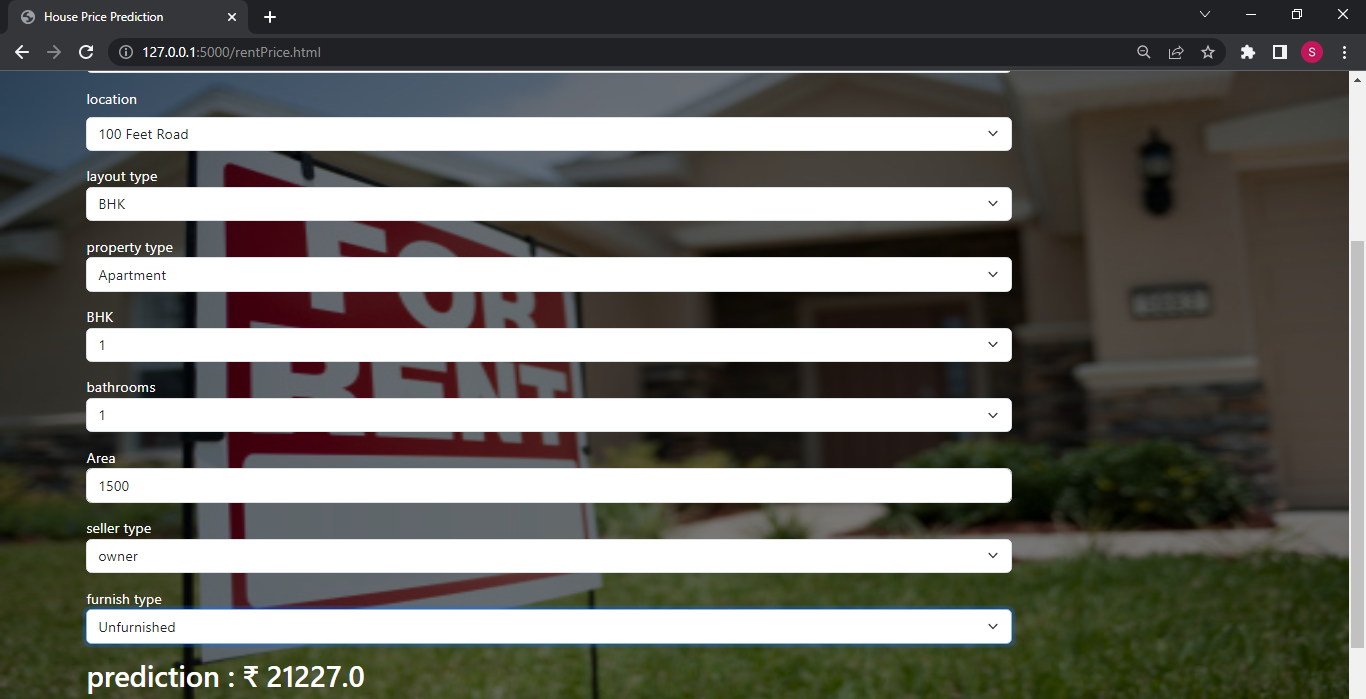 House Price Prediction
127.0.0.1:5000/rentPrice.html
S
location
100 Feet Road
layout type
BHK
property type
Apartment
BHK
1
bathrooms
1
Area
1500
seller type
owner
furnish type
Unfurnished
prediction : ₹ 21227.0
FOR
RENT